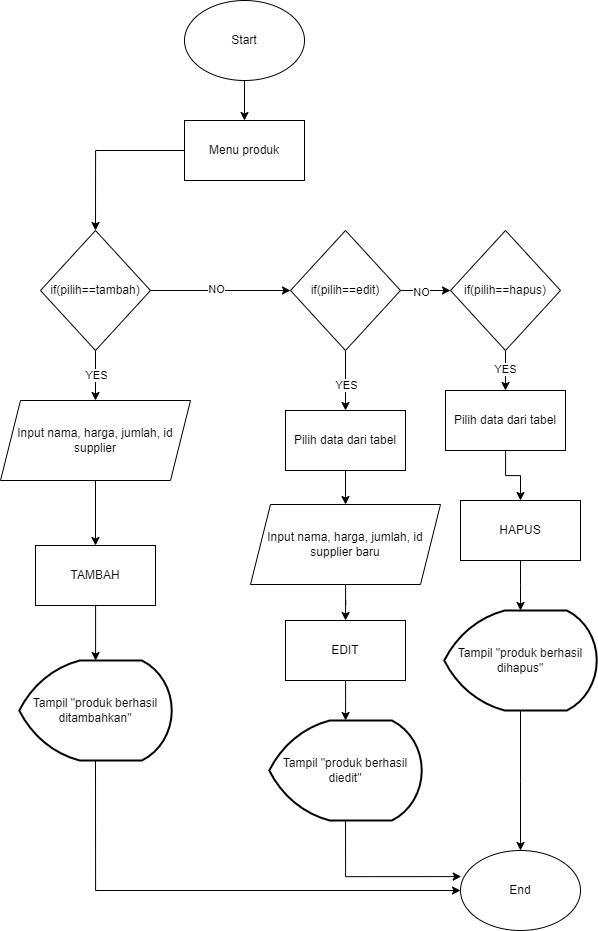 Start
Menu produk
if(pilih==tambah)
NO
if(pilih==edit)
NO
if(pilih==hapus)
YES
YES
YES
Input nama, harga, jumlah, id
supplier
Pilih data dari tabel
Pilih data dari tabel
Input nama, harga, jumlah, id
supplier baru
HAPUS
TAMBAH
EDIT
Tampil "produk berhasil
dihapus"
Tampil "produk berhasil
ditambahkan"
Tampil "produk berhasil
diedit"
End